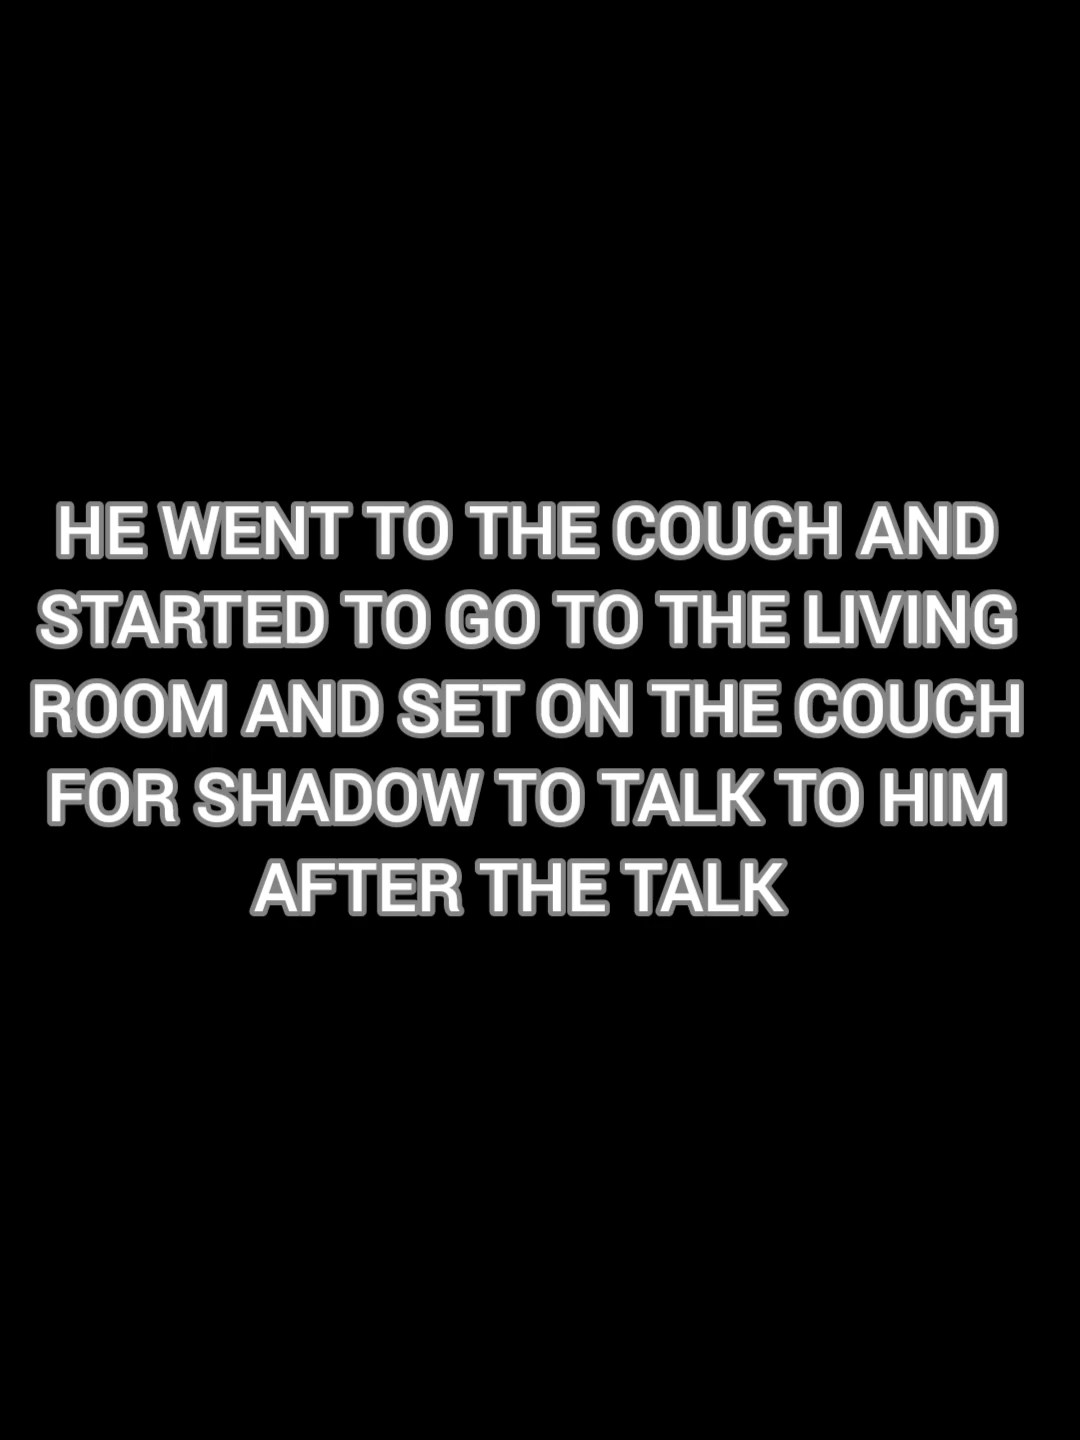 HE WENT TO THE COUCH AND
STARTED TO GO TO THE LIVING
ROOM AND SET ON THE COUCH
FOR SHADOW TO TALK TO HIM
AFTER THE TALK